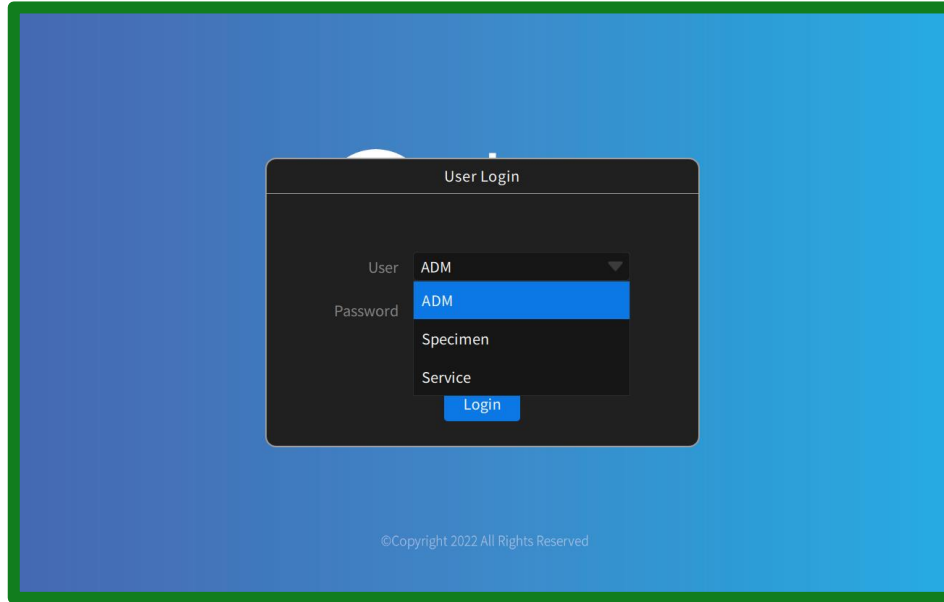 User Login
User ADM
ADM
Password
Specimen
Service
Login
©Copyright 2022 All Rights Reserved